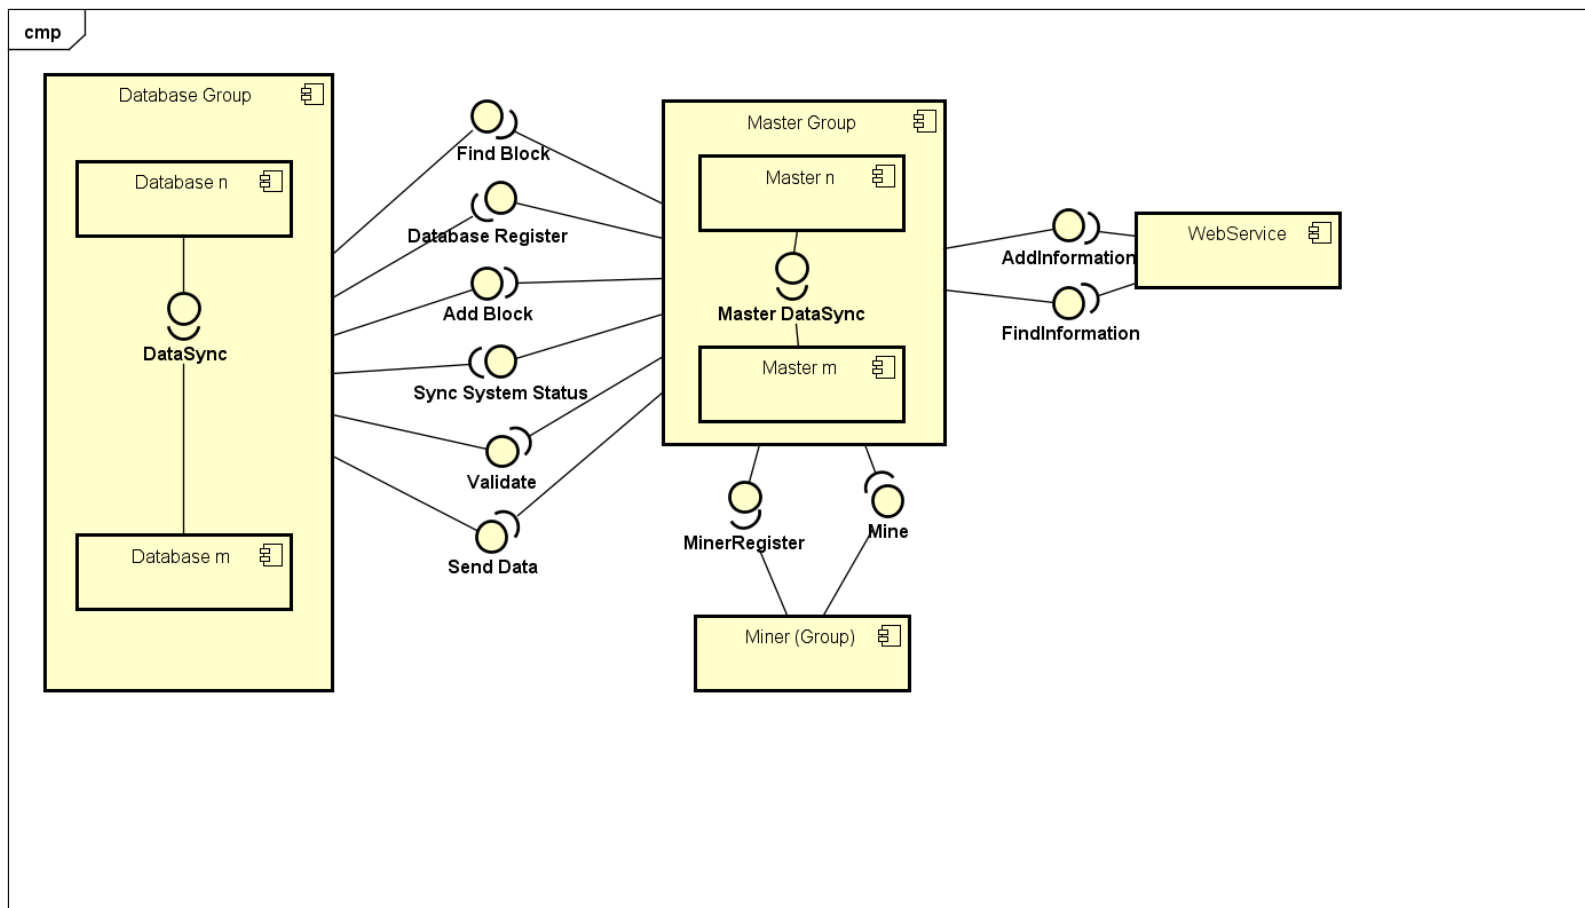 cmp
Database Group
Database n
DataSync
Database m
Find Block
Database Register
Add Block
Sync System Status
Validate
Send Data
Master Group
Master n
Master DataSync
Master m
AddInformation
FindInformation
WebService
MinerRegister
Mine
Miner (Group)